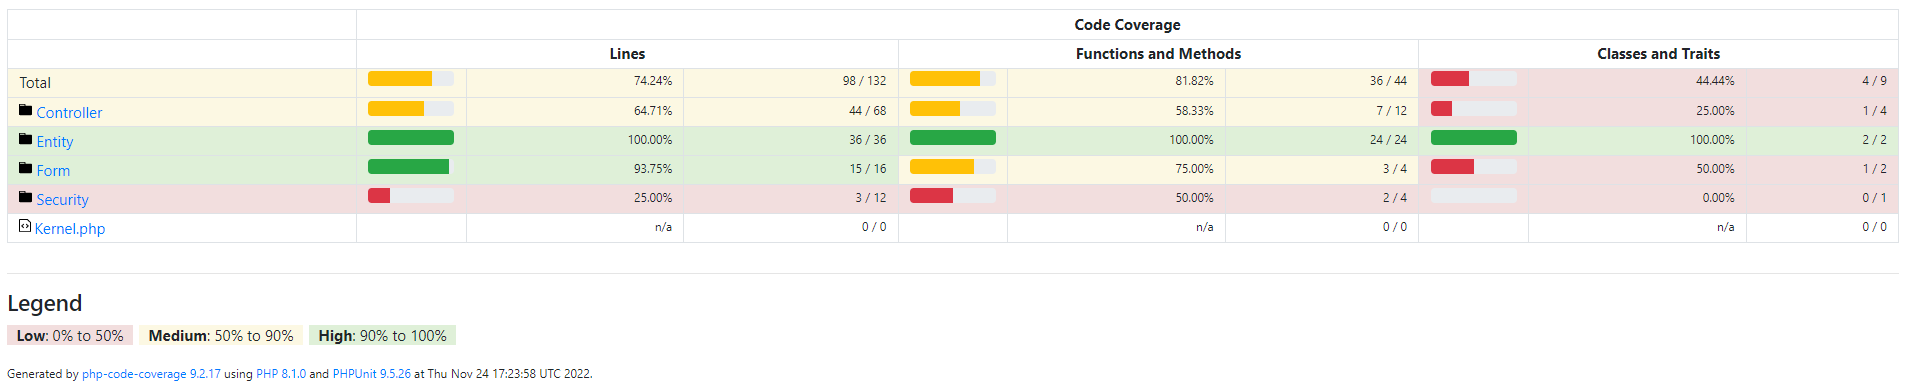 Code Coverage
Lines Functions and Methods Classes and Traits
Total 74.24% 98 / 132 81.82% 36 / 44 44.44% 4 / 9
Controller 64.71% 44 / 68 58.33% 7 / 12 25.00% 1 / 4
Entity 100.00% 36 / 36 100.00% 24 / 24 100.00% 2 / 2
Form 93.75% 15 / 16 75.00% 3 / 4 50.00% 1 / 2
Security 25.00% 3 / 12 50.00% 2 / 4 0.00% 0 / 1
Kernel.php n/a 0 / 0 n/a 0 / 0 n/a 0 / 0
Legend
Low: 0% to 50% Medium: 50% to 90% High: 90% to 100%
Generated by php-code-coverage 9.2.17 using PHP 8.1.0 and PHPUnit 9.5.26 at Thu Nov 24 17:23:58 UTC 2022.